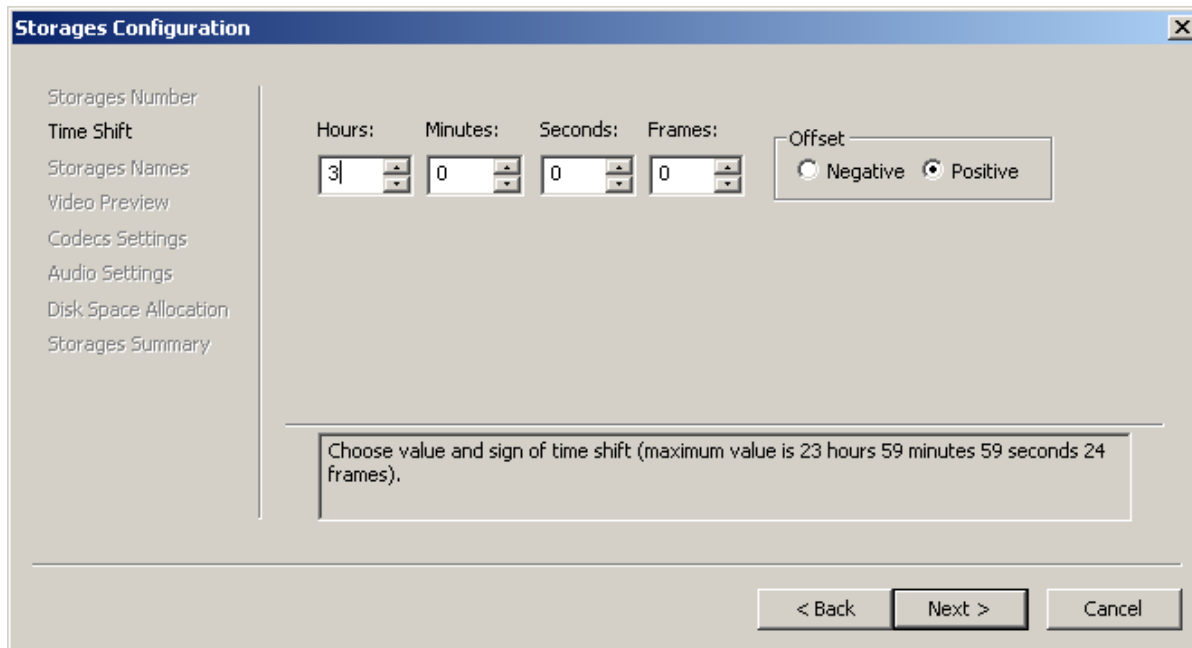 Storages Configuration
Storages Number
Time Shift
Storages Names
Video Preview
Codecs Settings
Audio Settings
Disk Space Allocation
Storages Summary
Hours: Minutes: Seconds: Frames:
3 0 0 0
Offset
Negative Positive
Choose value and sign of time shift (maximum value is 23 hours 59 minutes 59 seconds 24
frames).
< Back Next > Cancel